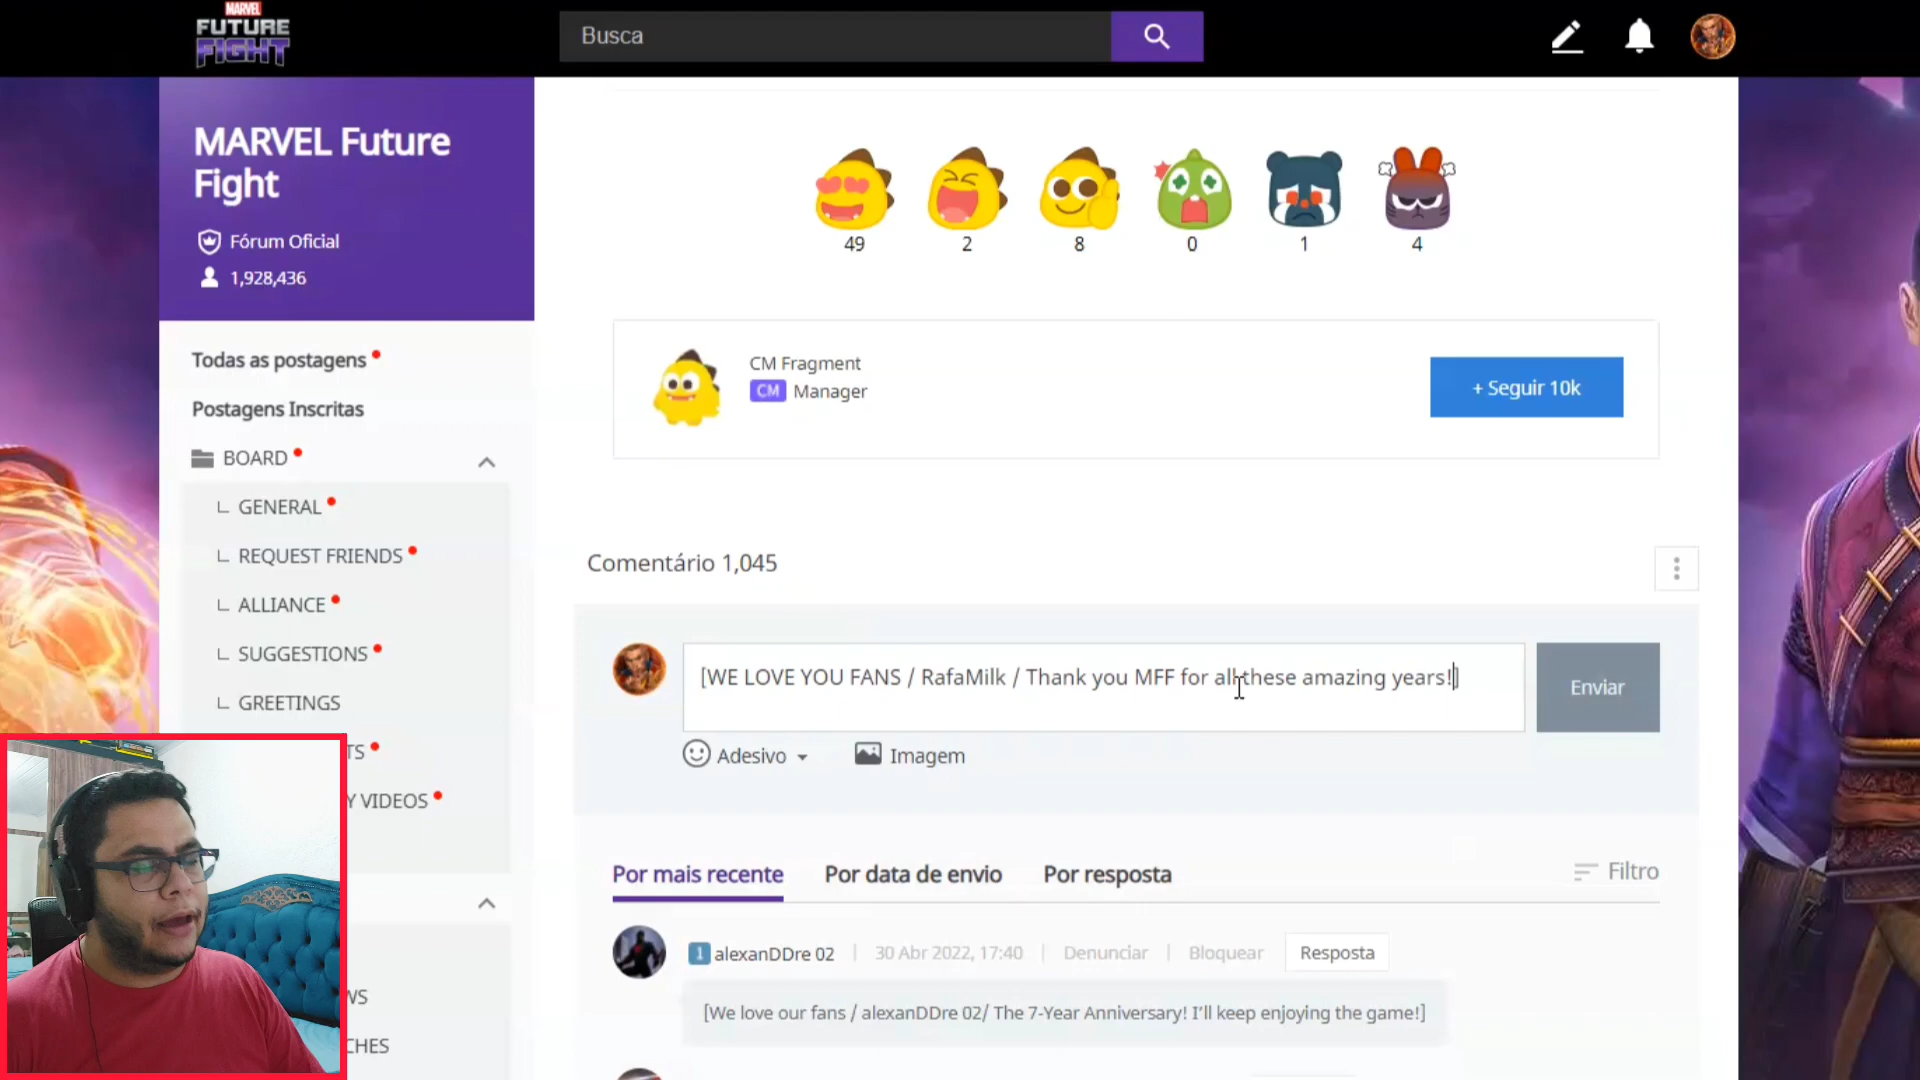 MARVEL
FUTURE
FIGHT
Busca
MARVEL Future
Fight
Fórum Oficial
1,928,436
Todas as postagens
Postagens Inscritas
BOARD
GENERAL
REQUEST FRIENDS
ALLIANCE
SUGGESTIONS
GREETINGS
TS
Y VIDEOS
WS
CHES
49
2
8
0
1
4
CM Fragment
CM Manager
+ Seguir 10k
Comentário 1,045
[WE LOVE YOU FANS / RafaMilk / Thank you MFF for all these amazing years!]
Enviar
Adesivo
Imagem
Por mais recente
Por data de envio
Por resposta
Filtro
1 alexanDDre 02 | 30 Abr 2022, 17:40 | Denunciar | Bloquear Resposta
[We love our fans / alexanDDre 02/ The 7-Year Anniversary! I'll keep enjoying the game!]